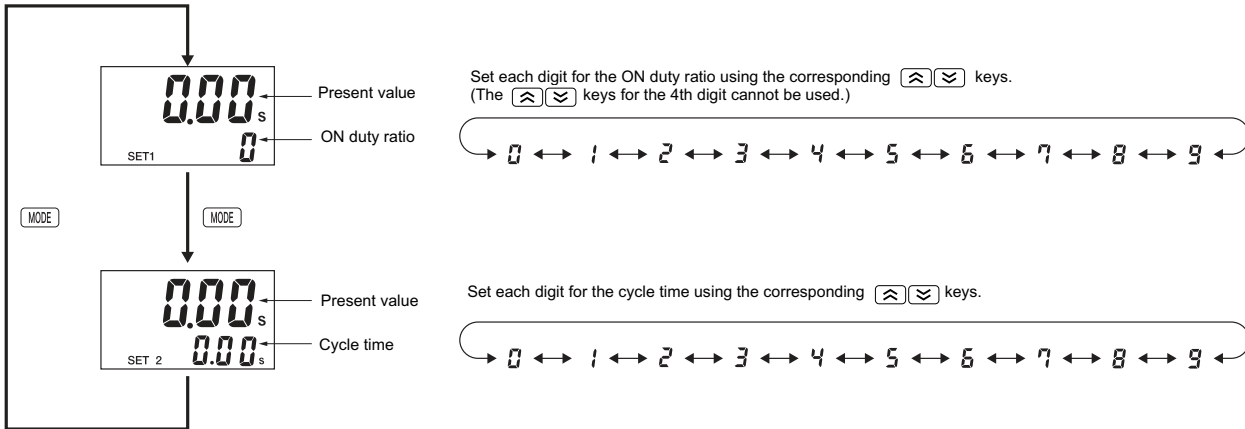 0.00 s
Present value
SET1
0
ON duty ratio
Set each digit for the ON duty ratio using the corresponding keys.
(The keys for the 4th digit cannot be used.)
0 1 2 3 4 5 6 7 8 9
MODE
MODE
0.00 s
Present value
SET 2
0.00 s
Cycle time
Set each digit for the cycle time using the corresponding keys.
0 1 2 3 4 5 6 7 8 9